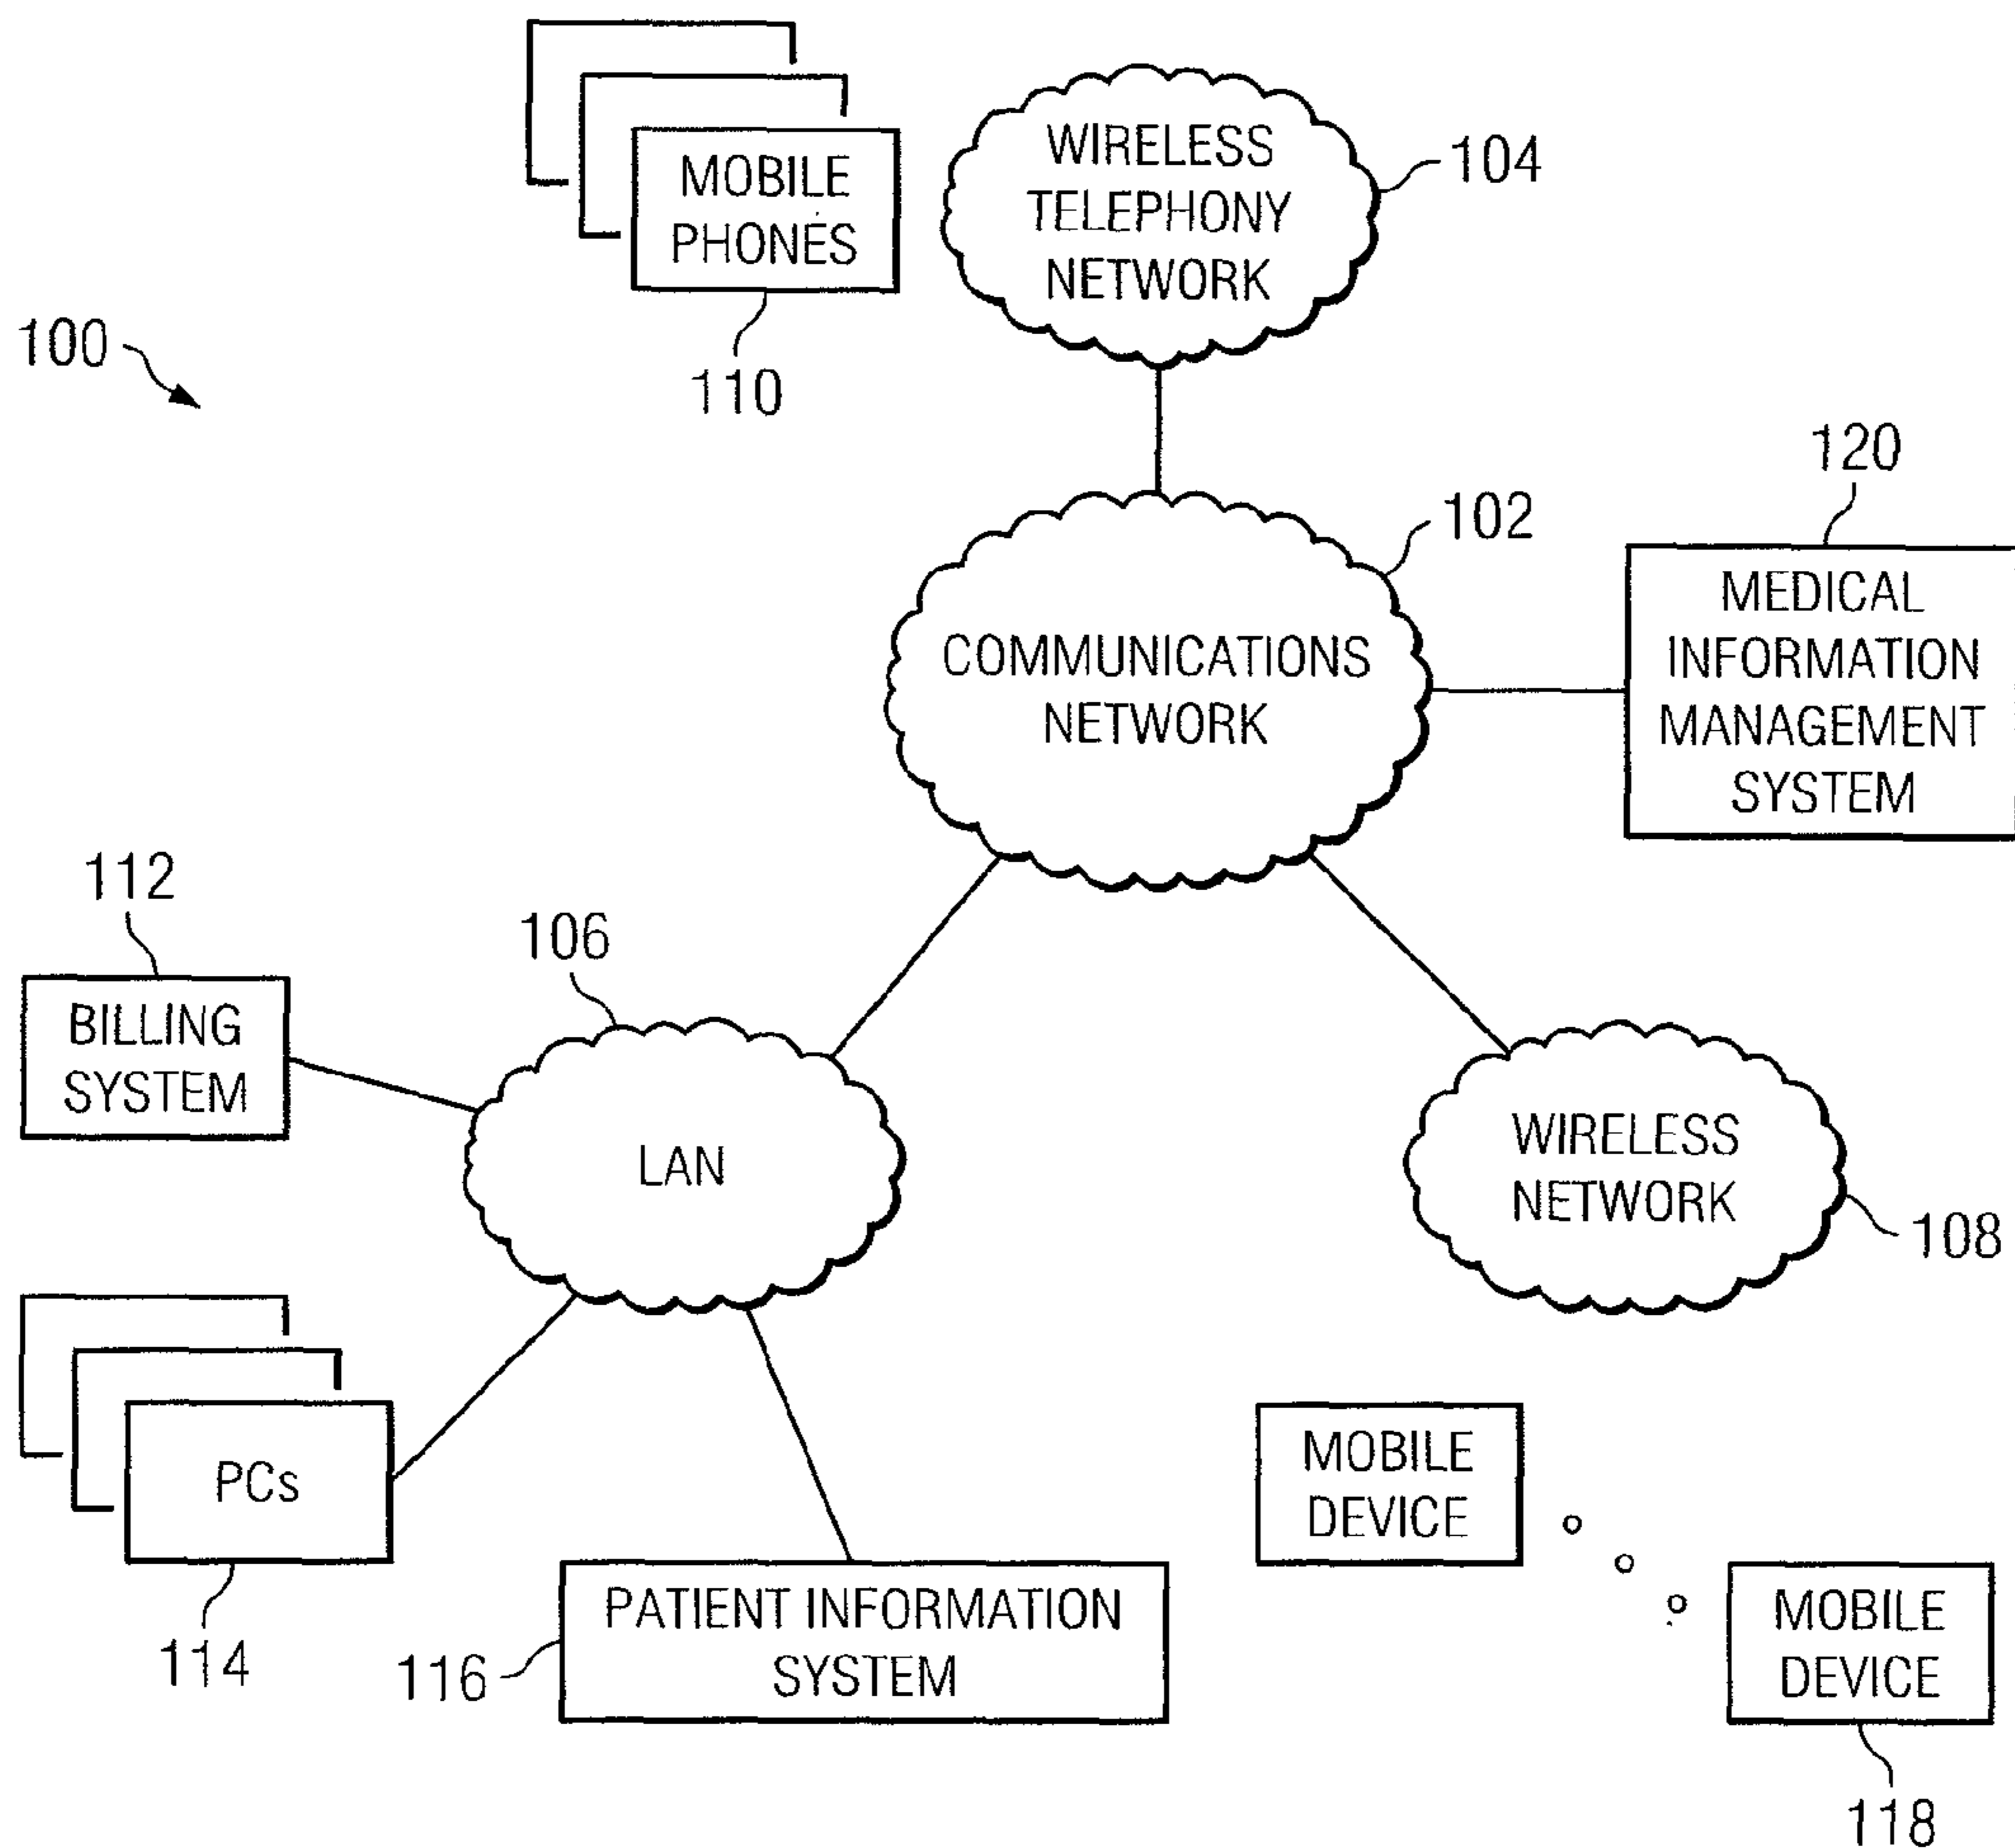 MOBILE
PHONES
110
WIRELESS
TELEPHONY
NETWORK
104
100
120
102
COMMUNICATIONS
NETWORK
MEDICAL
INFORMATION
MANAGEMENT
SYSTEM
112
BILLING
SYSTEM
106
LAN
WIRELESS
NETWORK
108
PCs
114
PATIENT INFORMATION
SYSTEM
116
MOBILE
DEVICE
MOBILE
DEVICE
118